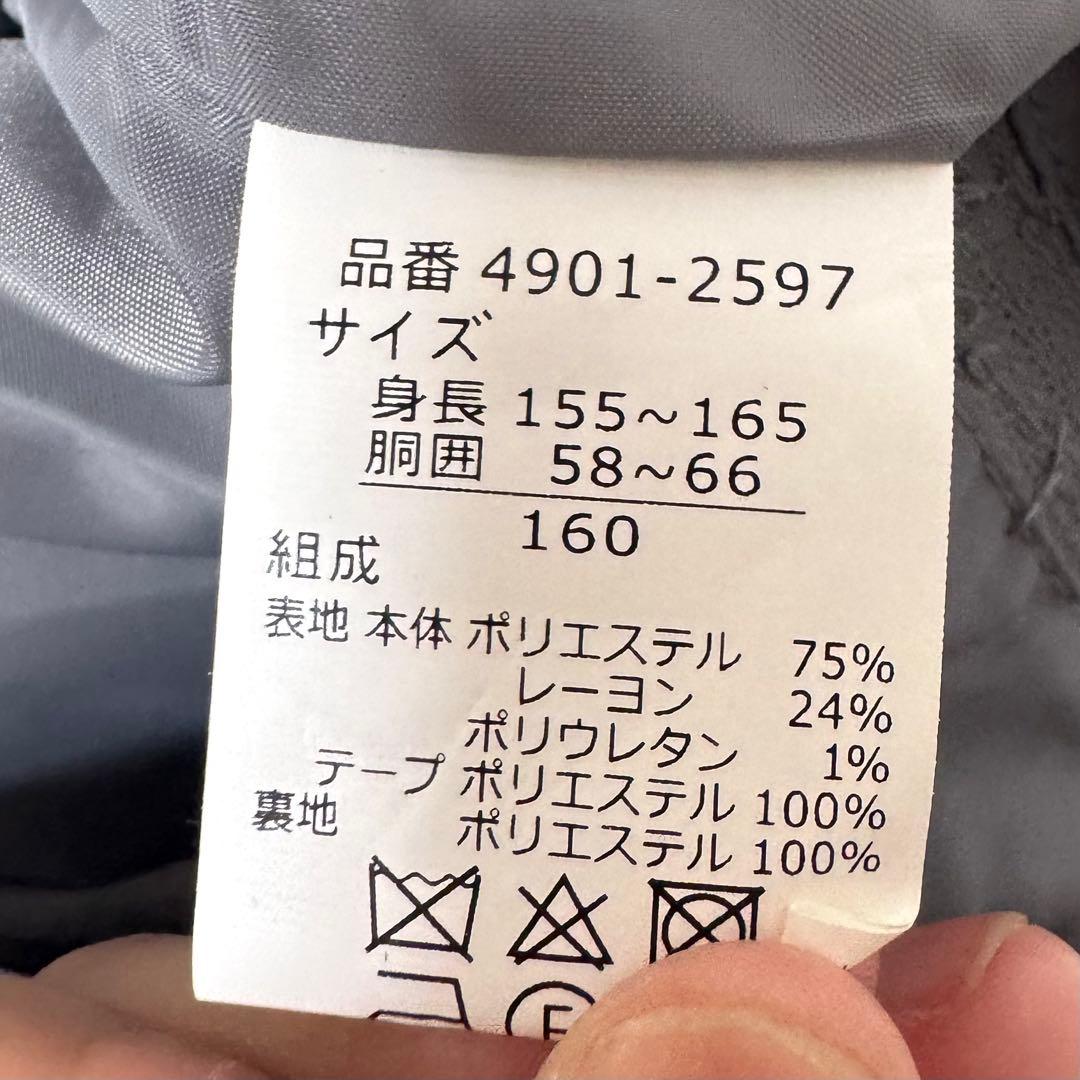 品番 4901-2597
サイズ
身長 155~165
胴囲 58~66
160
組成
表地 本体 ポリエステル 75%
レーヨン 24%
ポリウレタン 1%
テープ ポリエステル 100%
裏地 ポリエステル 100%